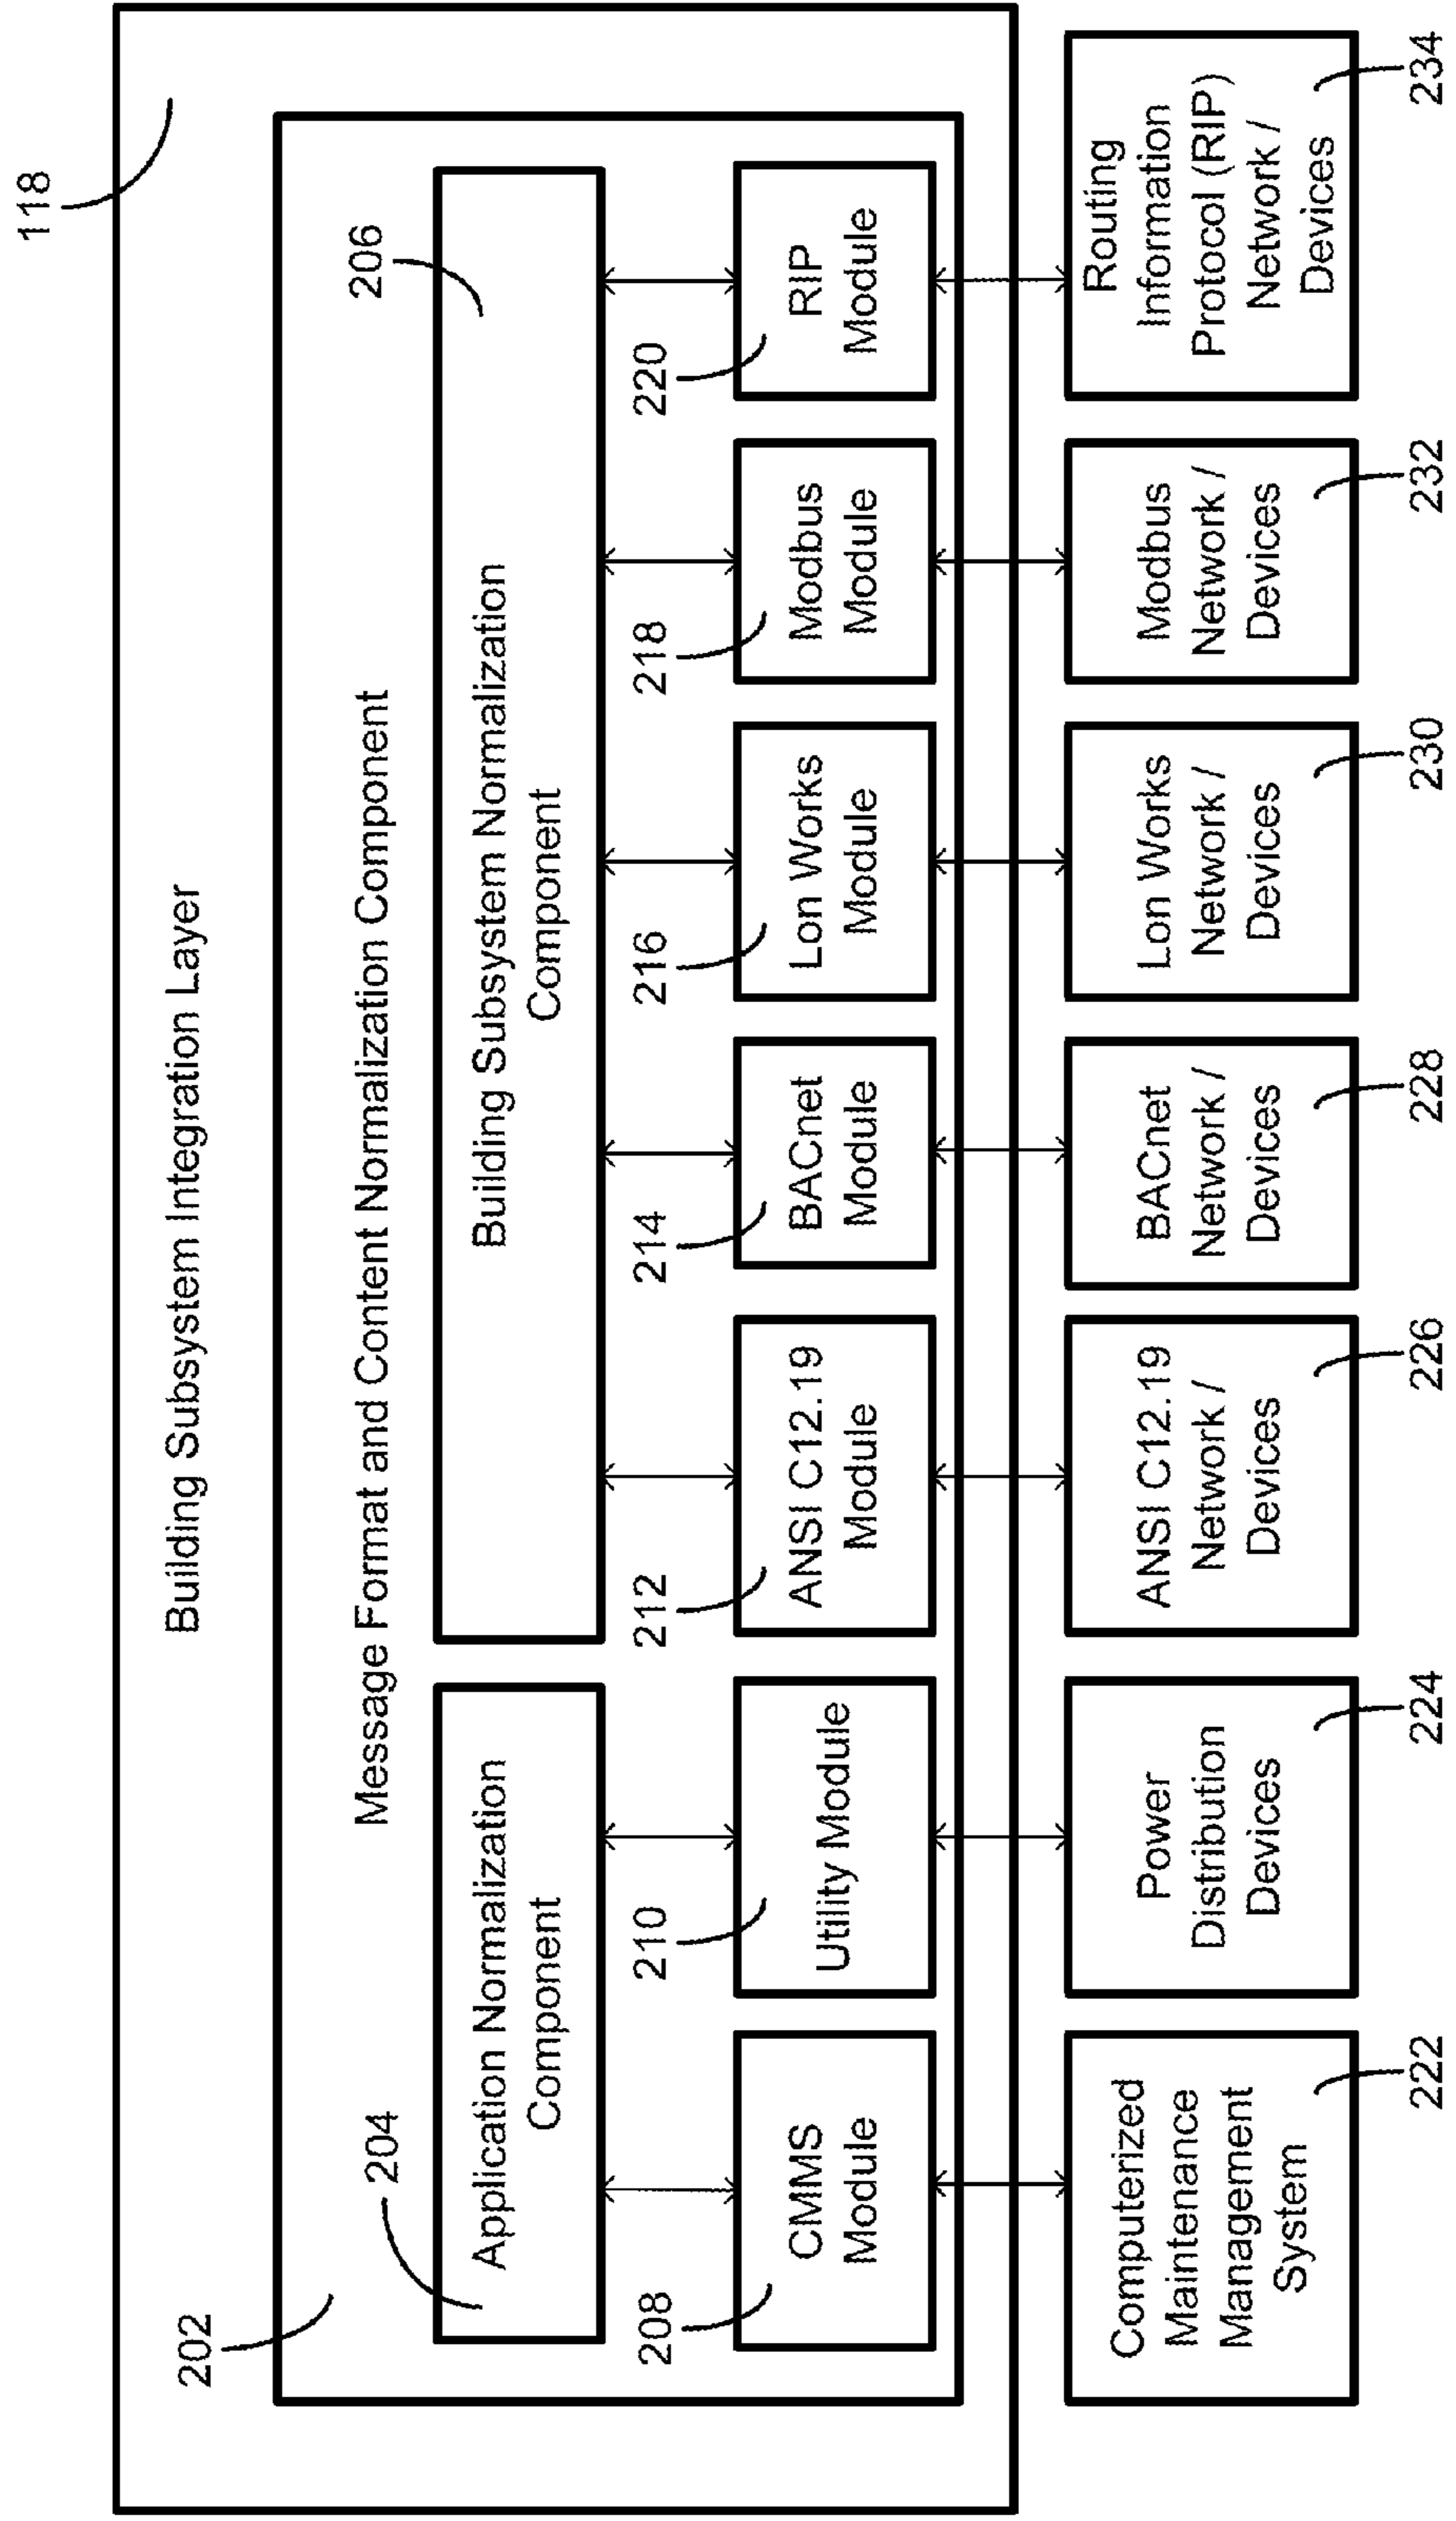 118
Building Subsystem Integration Layer
202
Message Format and Content Normalization Component
204
206
Application Normalization
Component
Building Subsystem Normalization
Component
208
210
212
214
216
218
220
CMMS
Module
Utility Module
ANSI C12.19
Module
BACnet
Module
Lon Works
Module
Modbus
Module
RIP
Module
Computerized
Maintenance
Management
System
Power
Distribution
Devices
ANSI C12.19
Network /
Devices
BACnet
Network /
Devices
Lon Works
Network /
Devices
Modbus
Network /
Devices
Routing
Information
Protocol (RIP)
Network /
Devices
222
224
226
228
230
232
234